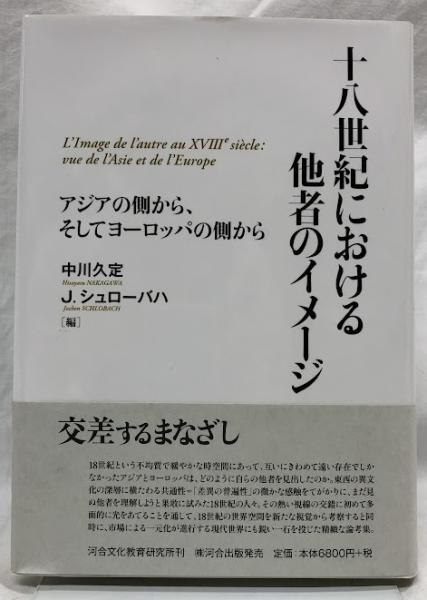 十八世紀における
他者のイメージ
L'Image de l'autre au XVIIIe siècle:
vue de l'Asie et de l'Europe
アジアの側から、
そしてヨーロッパの側から
中川久定
Hisayasu NAKAGAWA
J. シュローバハ
Jochen SCHLOBACH
[編]
交差するまなざし
18世紀という不均質で緩やかな時空間にあって、互いにきわめて遠い存在でしか
なかったアジアとヨーロッパは、どのように自らの他者を見出したのか。東西の異文
化の深層に横たわる共通性=「差異の普遍性」の微かな感触をてがかりに、まだ見
ぬ他者を理解しようと果敢に試みた18世紀の人々。その熱い視線の交錯に初めて多
面的に光をあてることを通して、18世紀の世界空間を新たな視覚から考察すると同
時に、市場による一元化が進行する現代世界にも鋭い一石を投じた精緻な論考集。
河合文化教育研究所刊 ㈱河合出版発売 定価:本体6800円+税